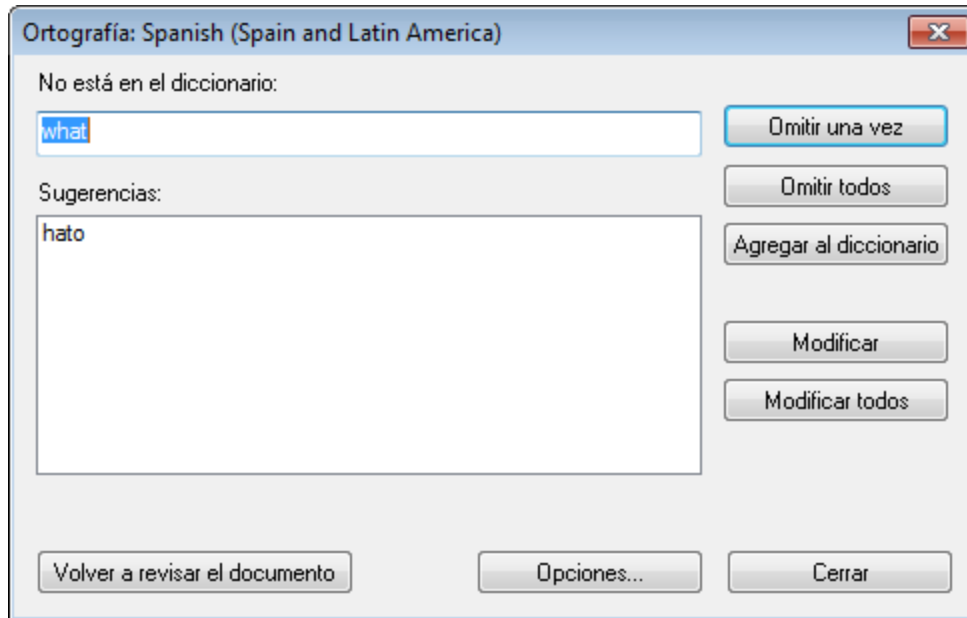 Ortografía: Spanish (Spain and Latin America)
No está en el diccionario:
what
Omitir una vez
Sugerencias:
Omitir todos
hato
Agregar al diccionario
Modificar
Modificar todos
Volver a revisar el documento
Opciones...
Cerrar